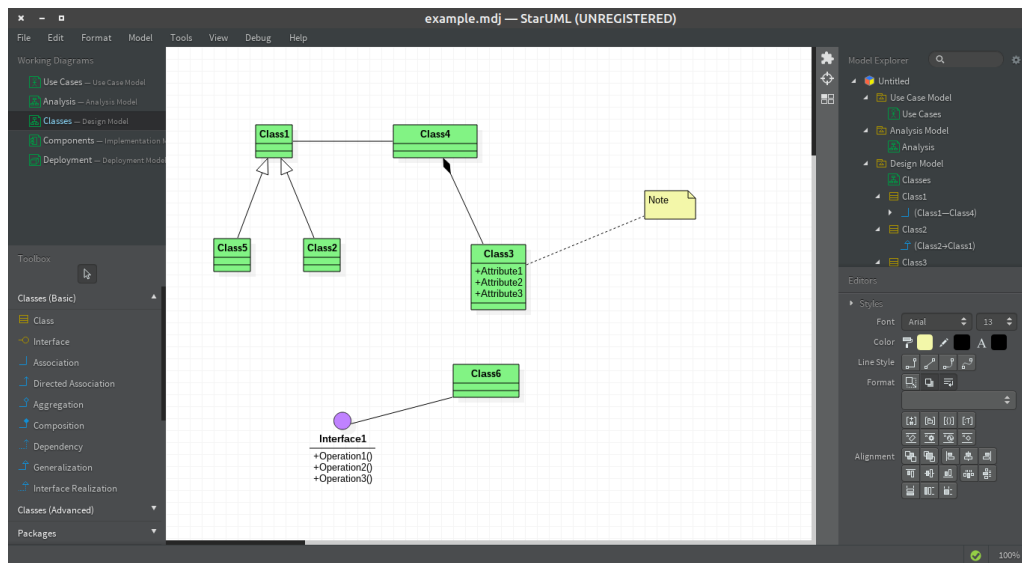 example.mdj — StarUML (UNREGISTERED)
File Edit Format Model Tools View Debug Help
Working Diagrams
Use Cases — Use Case Model
Analysis — Analysis Model
Classes — Design Model
Components — Implementation M
Deployment — Deployment Model
Toolbox
Classes (Basic)
Class
Interface
Association
Directed Association
Aggregation
Composition
Dependency
Generalization
Interface Realization
Classes (Advanced)
Packages
Class1
Class4
Note
Class5
Class2
Class3
+Attribute1
+Attribute2
+Attribute3
Class6
Interface1
+Operation1()
+Operation2()
+Operation3()
Model Explorer
Untitled
Use Case Model
Use Cases
Analysis Model
Analysis
Design Model
Classes
Class1
(Class1—Class4)
Class2
(Class2→Class1)
Class3
Editors
Styles
Font Arial 13
Color A
Line Style
Format
Alignment
100%